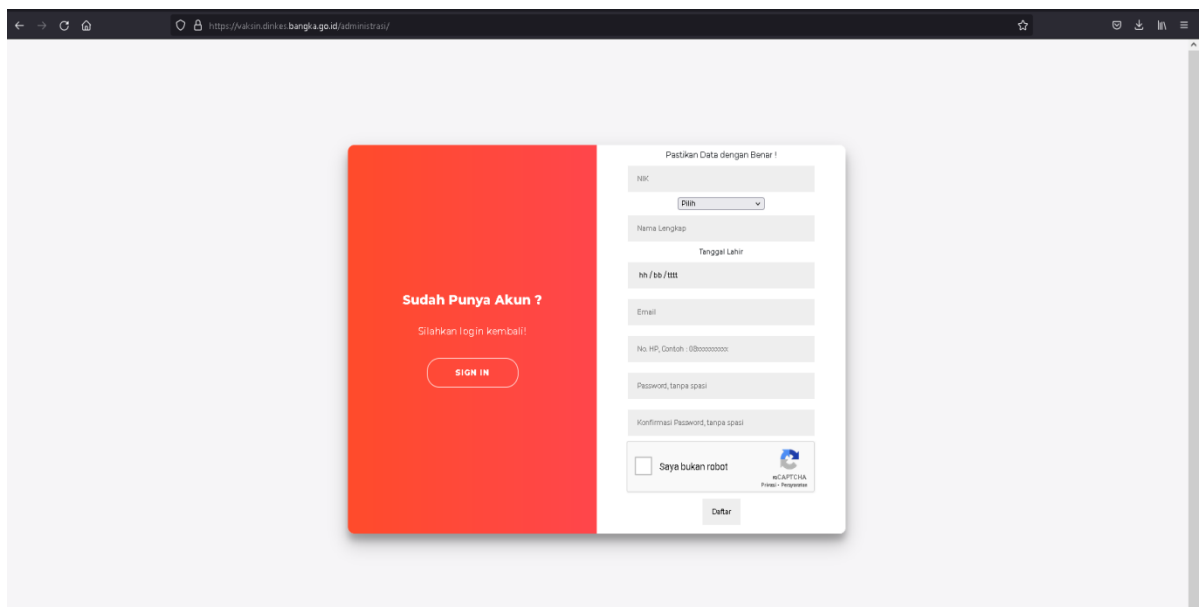 https://vaksin.dinkes.bangka.go.id/administrasi/
Sudah Punya Akun ?
Silahkan login kembali!
SIGN IN
Pastikan Data dengan Benar !
NIK
Pilih
Nama Lengkap
Tanggal Lahir
hh / bb / tttt
Email
No. HP, Contoh : 08xxxxxxxxxx
Password, tanpa spasi
Konfirmasi Password, tanpa spasi
Saya bukan robot
reCAPTCHA
Privasi - Persyaratan
Daftar